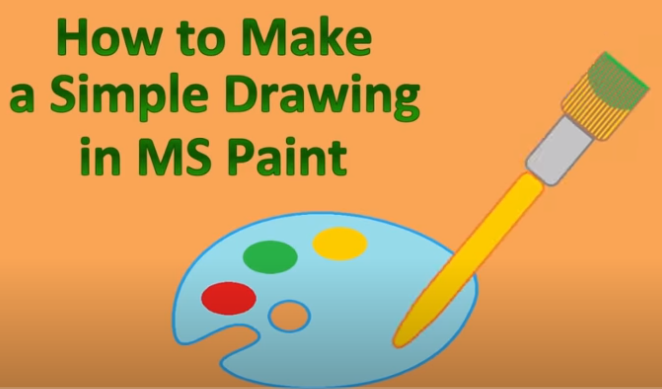 How to Make
a Simple Drawing
in MS Paint